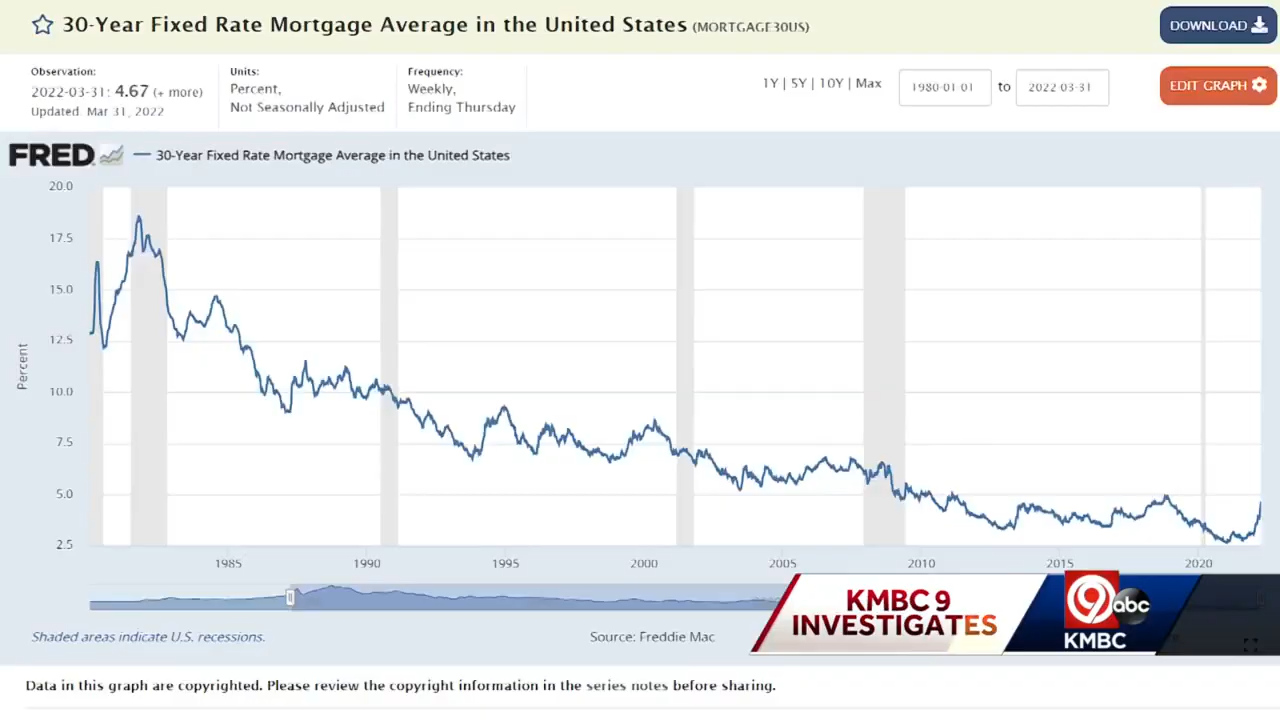 30-Year Fixed Rate Mortgage Average in the United States (MORTGAGE30US)
DOWNLOAD
Observation:
2022-03-31: 4.67 (+ more)
Updated: Mar 31, 2022
Units:
Percent,
Not Seasonally Adjusted
Frequency:
Weekly,
Ending Thursday
1Y | 5Y | 10Y | Max
1980-01-01 to 2022-03-31
EDIT GRAPH
FRED
30-Year Fixed Rate Mortgage Average in the United States
20.0
17.5
15.0
12.5
10.0
7.5
5.0
2.5
Percent
1985 1990 1995 2000 2005 2010 2015 2020
KMBC 9
INVESTIGATES
9 abc
KMBC
Shaded areas indicate U.S. recessions.
Source: Freddie Mac
Data in this graph are copyrighted. Please review the copyright information in the series notes before sharing.